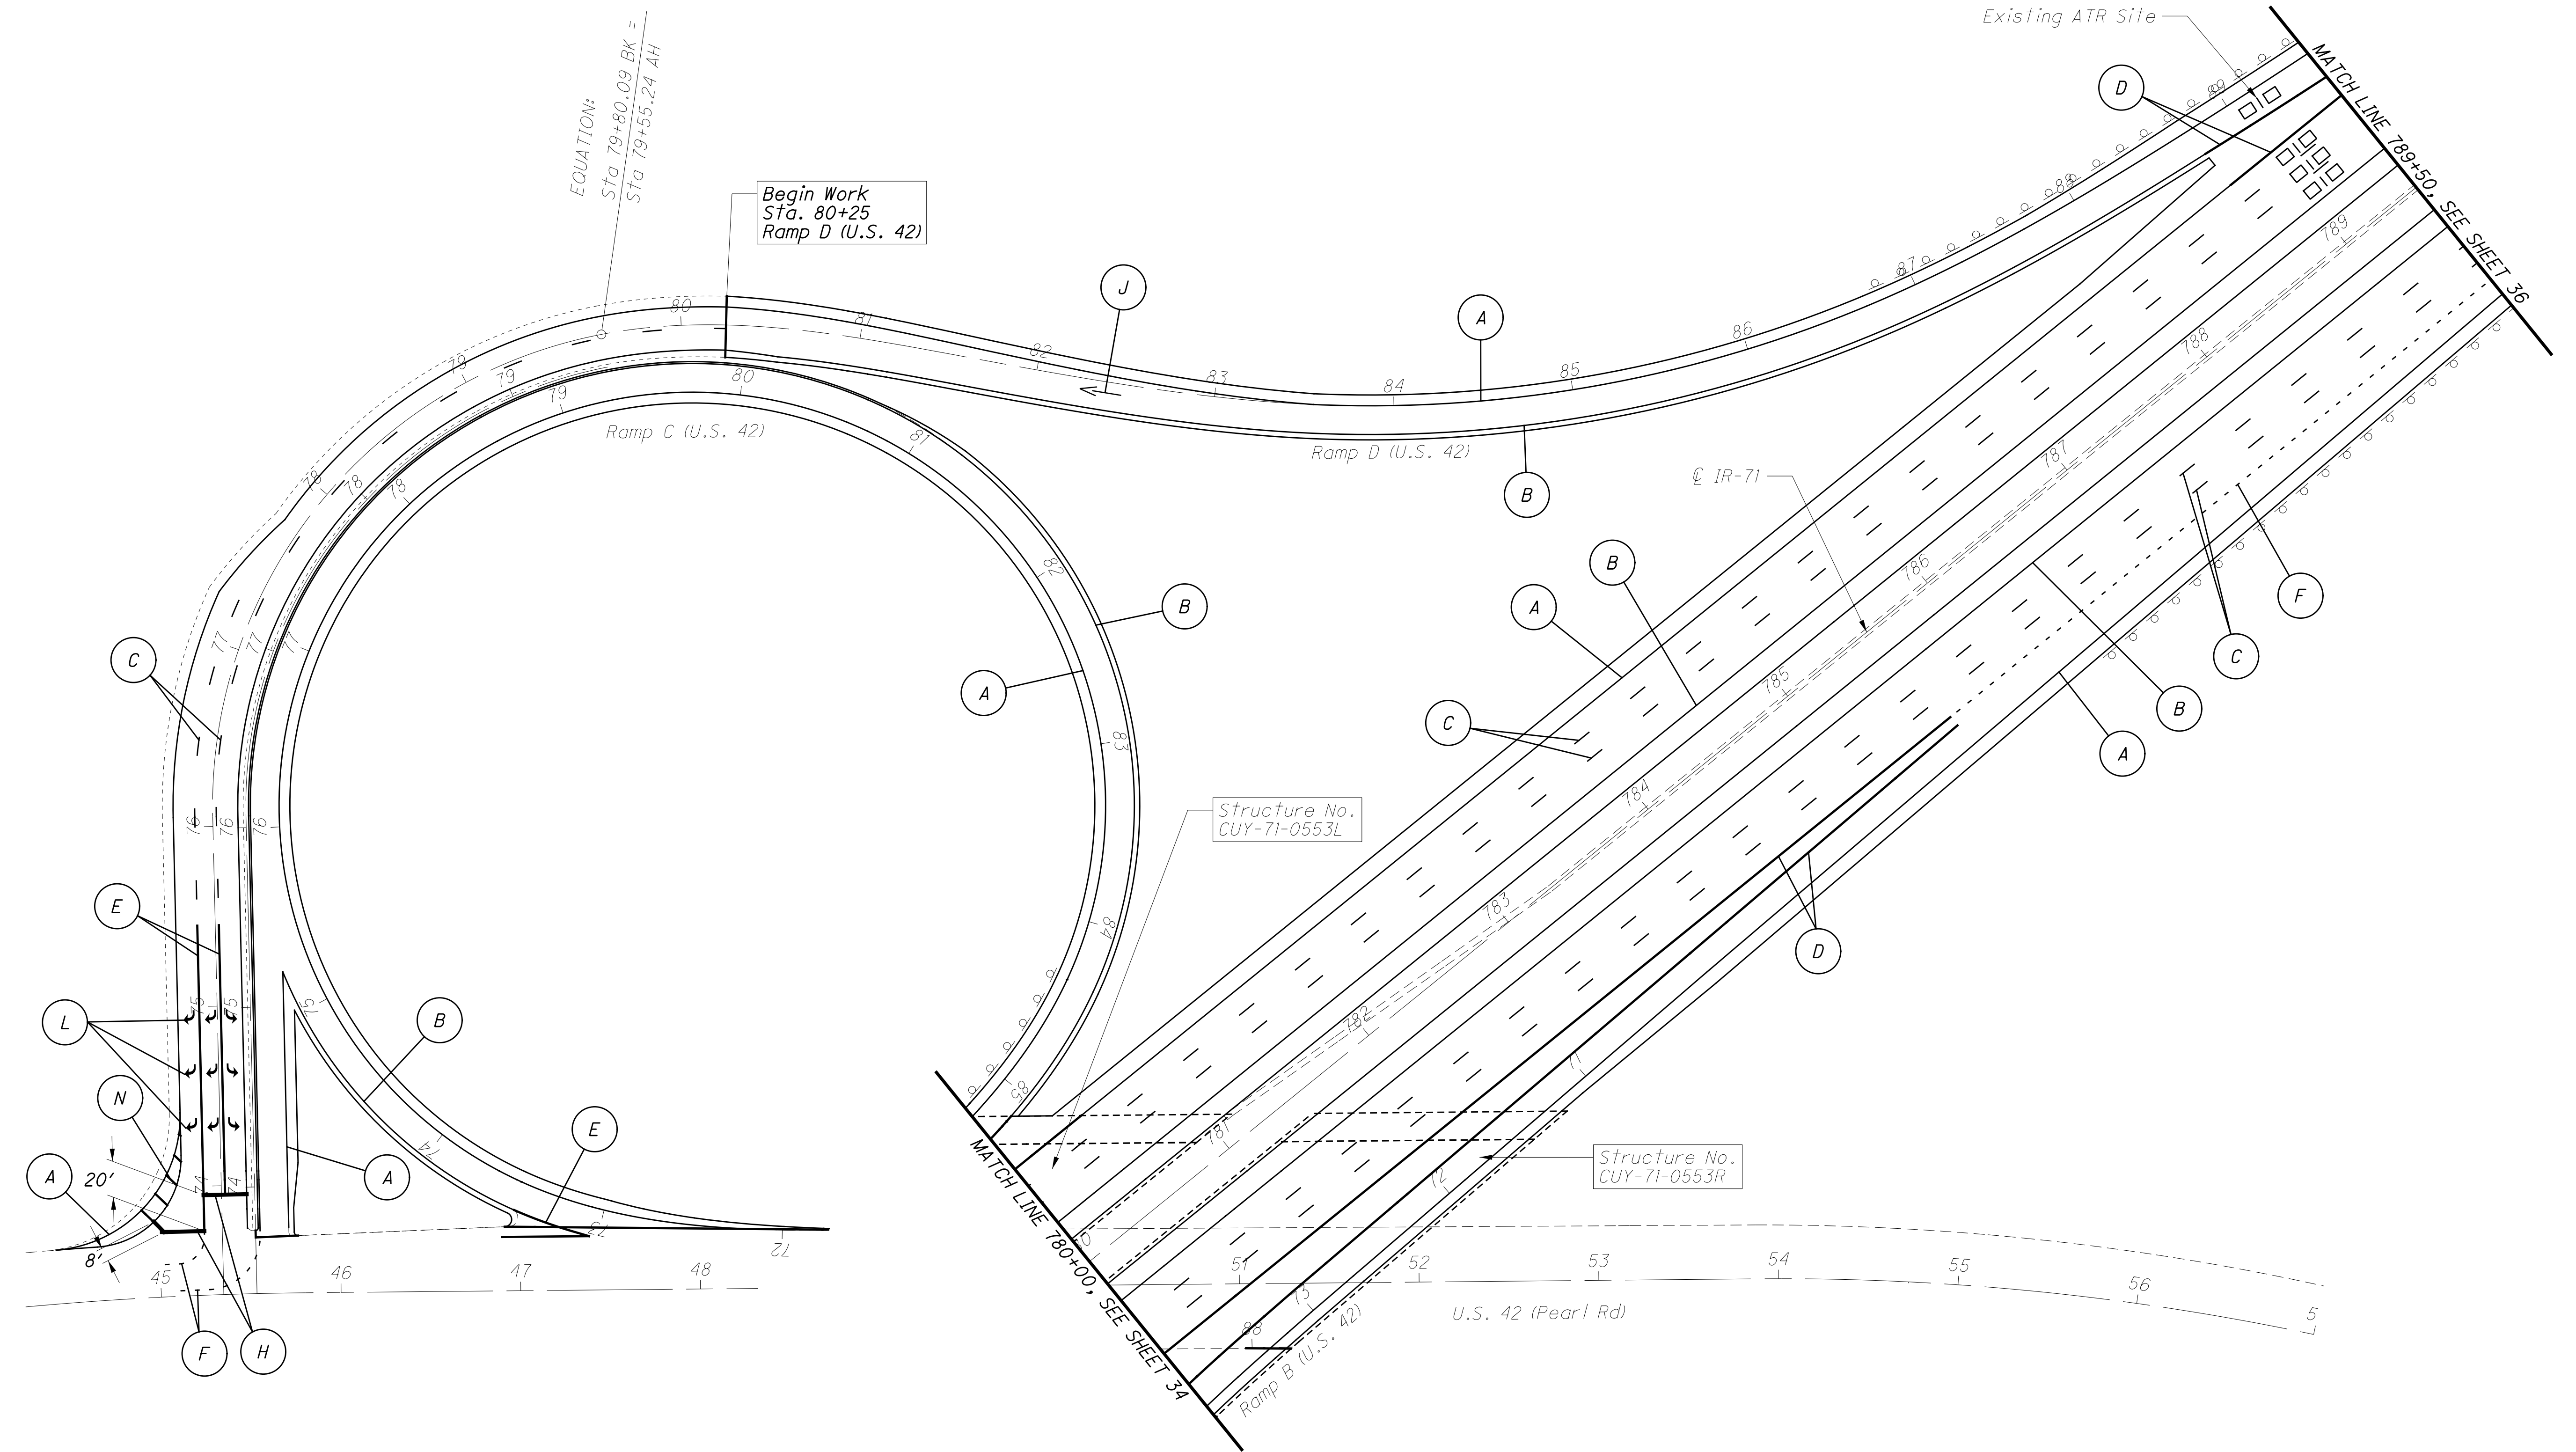 Existing ATR Site
D
MATCH LINE 789+50, SEE SHEET 36
EQUATION:
Sta 79+80.09 BK =
Sta 79+55.24 AH
Begin Work
Sta. 80+25
Ramp D (U.S. 42)
J
A
B
80
81
82
83
84
85
86
87
88
89
Ramp D (U.S. 42)
℄ IR-71
79
79
79
80
81
82
83
84
85
Ramp C (U.S. 42)
78
78
78
77
77
77
76
76
76
75
75
75
74
74
74
73
72
C
B
A
E
L
N
A
20'
8'
B
A
E
F
H
45
46
47
48
Structure No.
CUY-71-0553L
C
A
B
F
C
B
A
D
789
788
787
786
785
784
783
782
781
71
72
73
88
Structure No.
CUY-71-0553R
MATCH LINE 780+00, SEE SHEET 34
51
52
53
54
55
56
5
U.S. 42 (Pearl Rd)
Ramp B (U.S. 42)